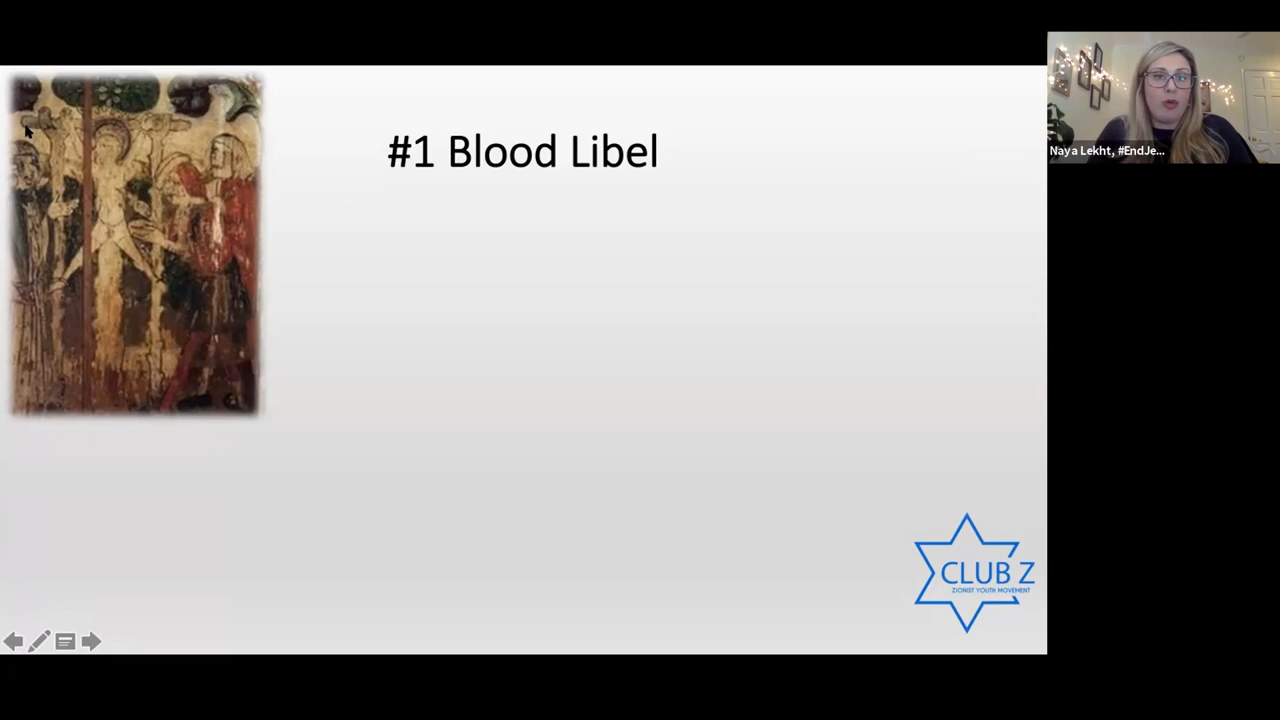 #1 Blood Libel
Naya Lekht, #EndJe...
CLUB Z
ZIONIST YOUTH MOVEMENT